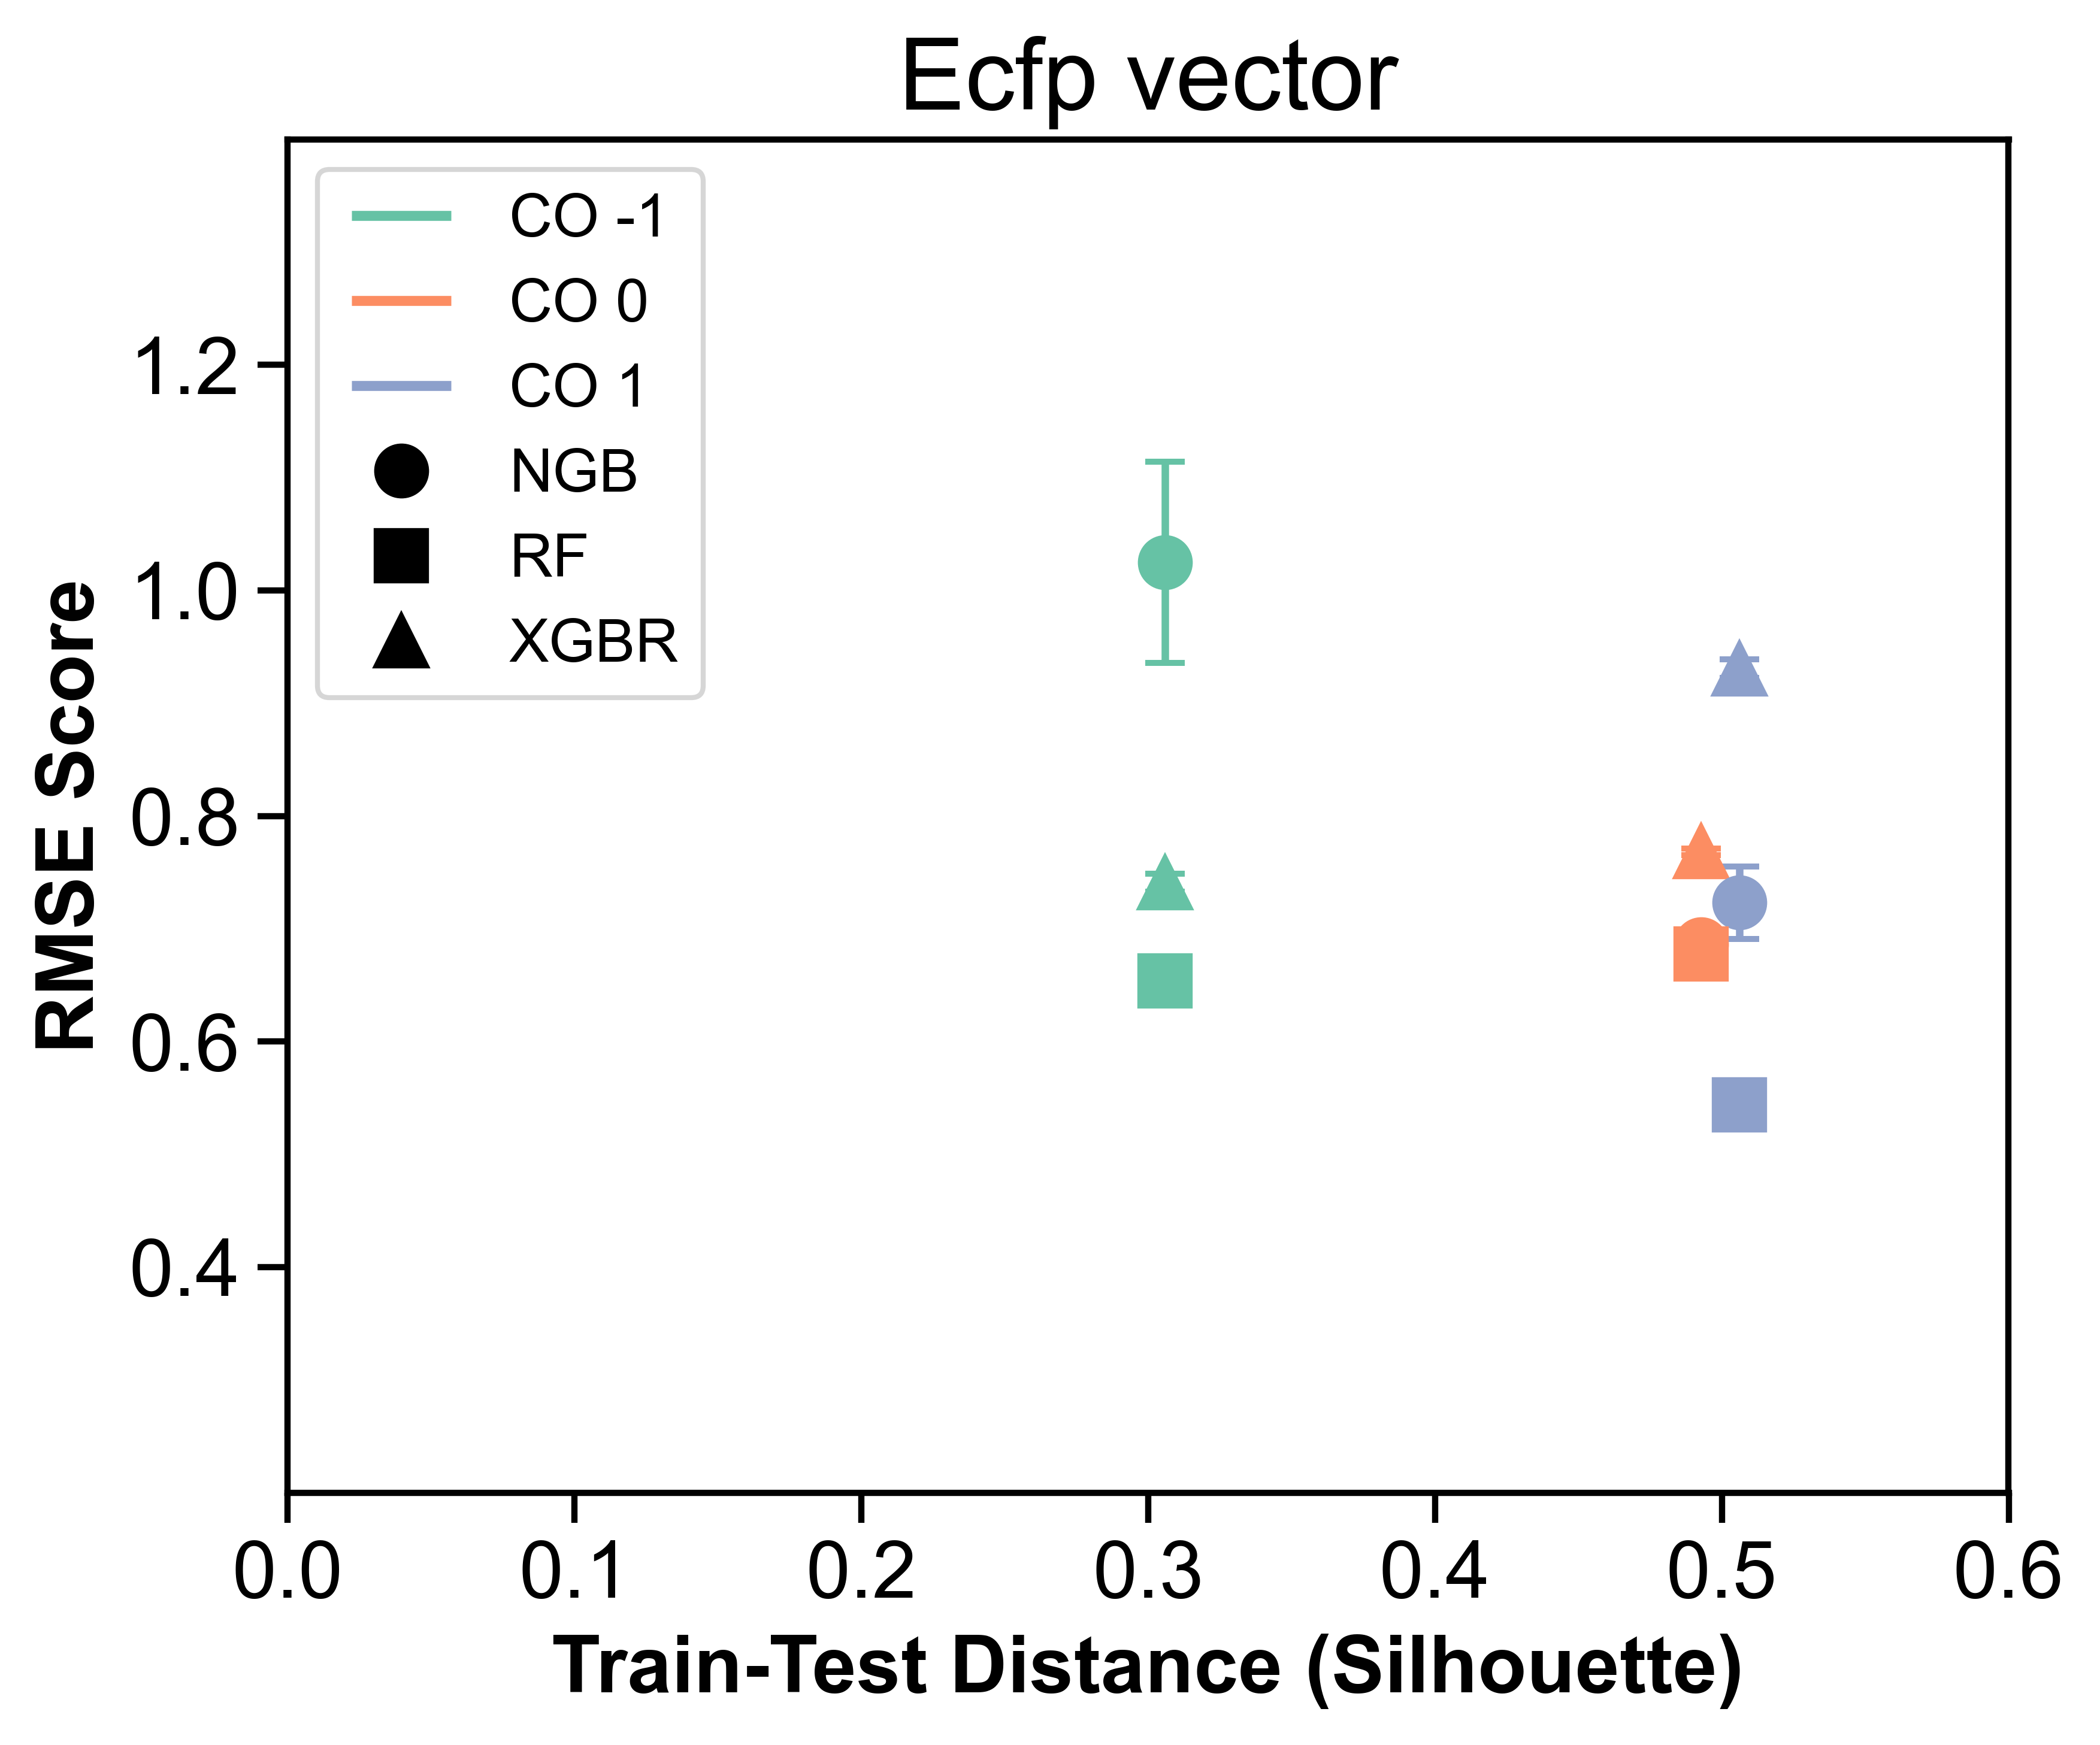 Ecfp vector
CO -1
CO 0
CO 1
NGB
RF
XGBR
1.2
1.0
0.8
0.6
0.4
RMSE Score
0.0 0.1 0.2 0.3 0.4 0.5 0.6
Train-Test Distance (Silhouette)